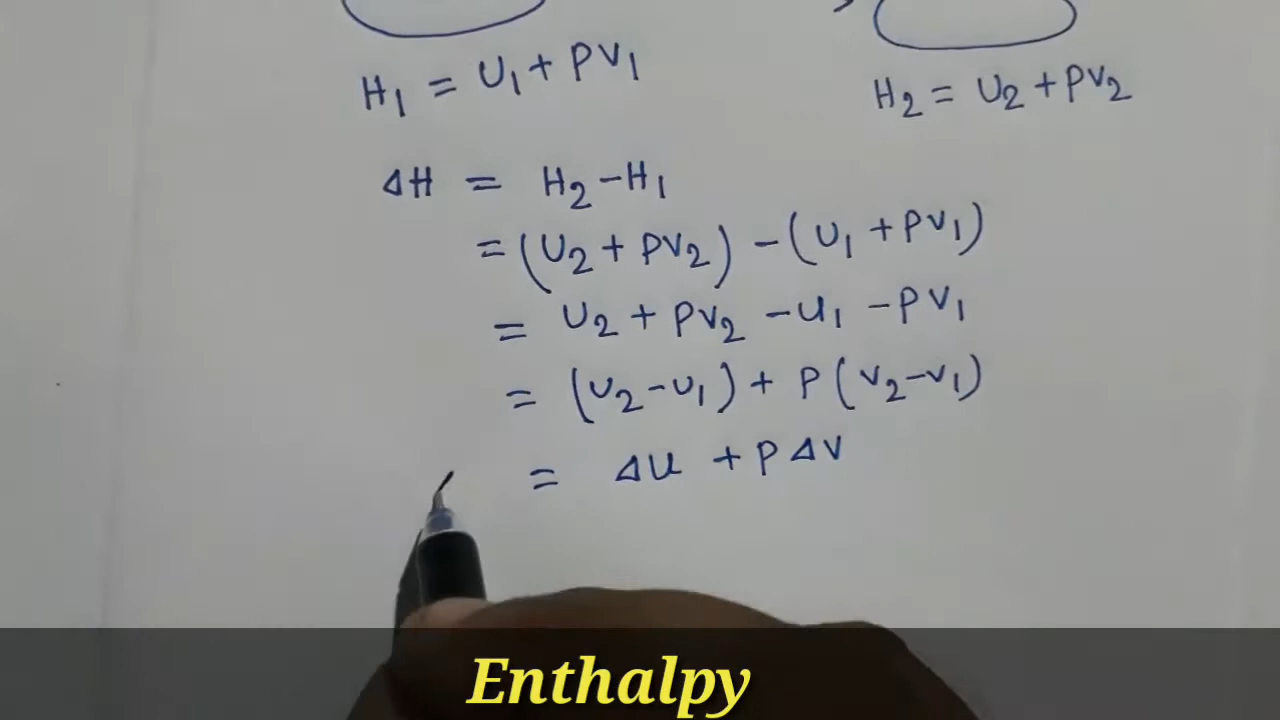 H₁ = U₁ + PV₁
H₂ = U₂ + PV₂
ΔH = H₂ - H₁
= (U₂ + PV₂) - (U₁ + PV₁)
= U₂ + PV₂ - U₁ - PV₁
= (U₂ - U₁) + P(V₂ - V₁)
= ΔU + PΔV
Enthalpy